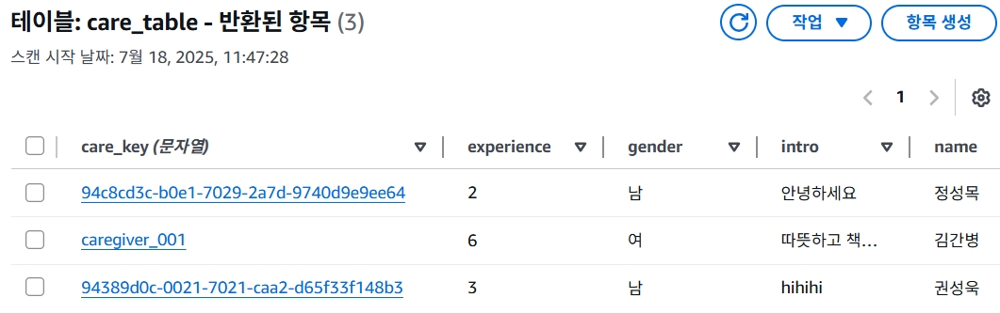 테이블: care_table - 반환된 항목 (3)
작업
항목 생성
스캔 시작 날짜: 7월 18, 2025, 11:47:28
1
care_key (문자열) experience gender intro name
94c8cd3c-b0e1-7029-2a7d-9740d9e9ee64 2 남 안녕하세요 정성목
caregiver_001 6 여 따뜻하고 책... 김간병
94389d0c-0021-7021-caa2-d65f33f148b3 3 남 hihihi 권성욱